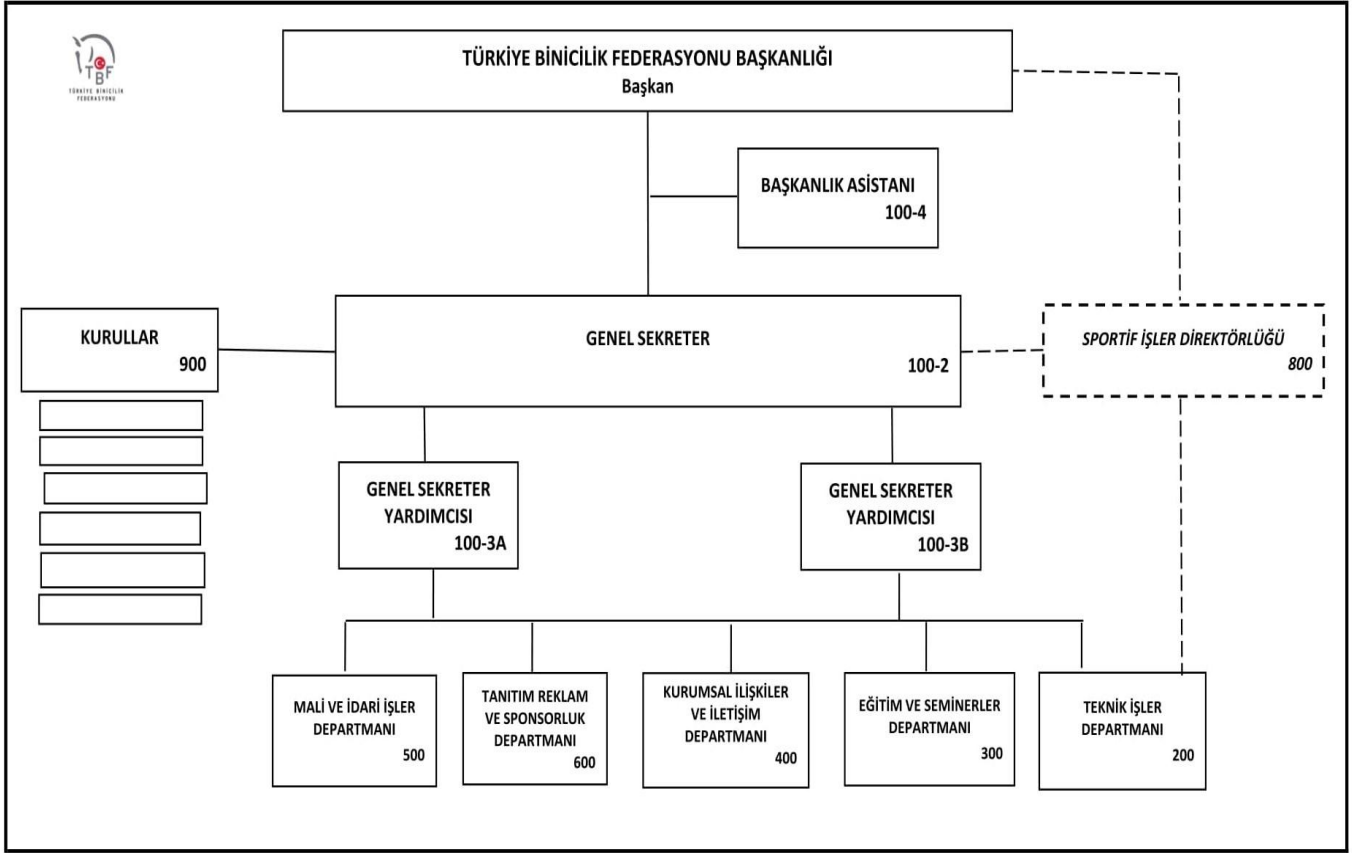 TBF
TÜRKİYE BİNİCİLİK
FEDERASYONU
TÜRKİYE BİNİCİLİK FEDERASYONU BAŞKANLIĞI
Başkan
BAŞKANLIK ASİSTANI
100-4
KURULLAR
900
GENEL SEKRETER
100-2
SPORTİF İŞLER DİREKTÖRLÜĞÜ
800
GENEL SEKRETER
YARDIMCISI
100-3A
GENEL SEKRETER
YARDIMCISI
100-3B
MALİ VE İDARİ İŞLER
DEPARTMANI
500
TANITIM REKLAM
VE SPONSORLUK
DEPARTMANI
600
KURUMSAL İLİŞKİLER
VE İLETİŞİM
DEPARTMANI
400
EĞİTİM VE SEMİNERLER
DEPARTMANI
300
TEKNİK İŞLER
DEPARTMANI
200